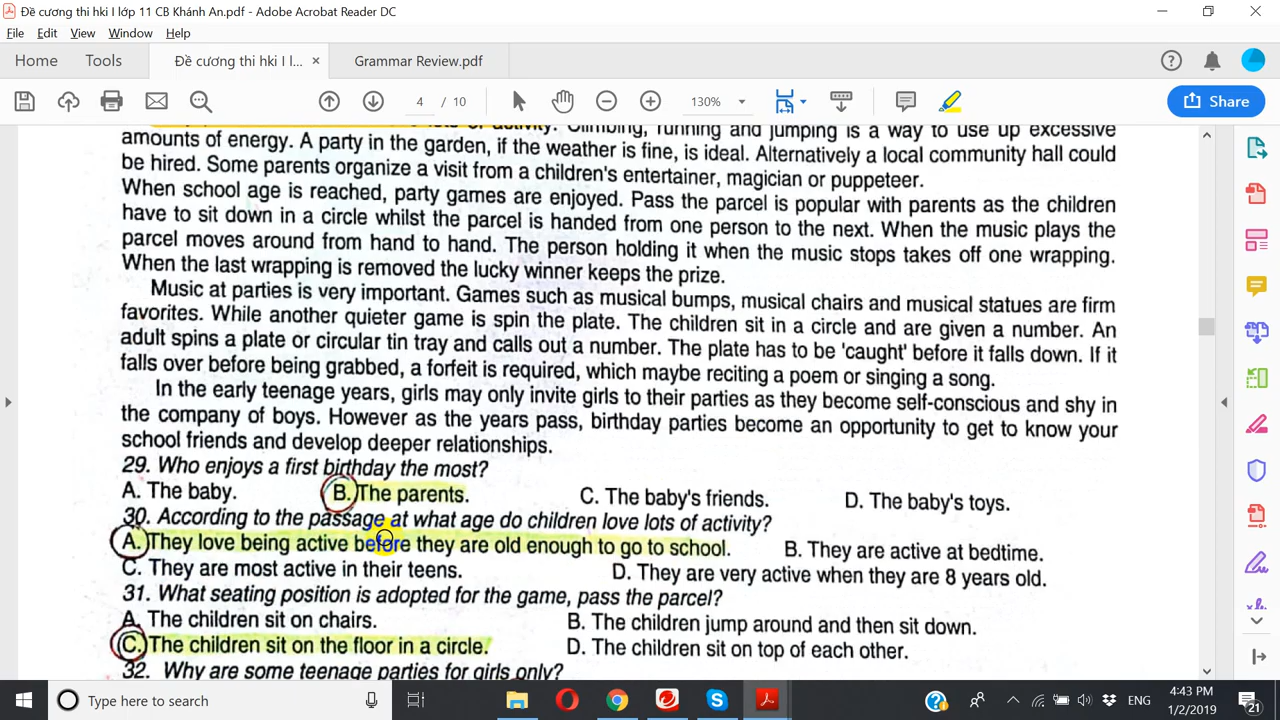 Đề cương thi hki I lớp 11 CB Khánh An.pdf - Adobe Acrobat Reader DC
File Edit View Window Help
Home Tools Đề cương thi hki I l... × Grammar Review.pdf
4 / 10 130% Share
lots of activity. Climbing, running and jumping is a way to use up excessive
amounts of energy. A party in the garden, if the weather is fine, is ideal. Alternatively a local community hall could
be hired. Some parents organize a visit from a children's entertainer, magician or puppeteer.
When school age is reached, party games are enjoyed. Pass the parcel is popular with parents as the children
have to sit down in a circle whilst the parcel is handed from one person to the next. When the music plays the
parcel moves around from hand to hand. The person holding it when the music stops takes off one wrapping.
When the last wrapping is removed the lucky winner keeps the prize.
Music at parties is very important. Games such as musical bumps, musical chairs and musical statues are firm
favorites. While another quieter game is spin the plate. The children sit in a circle and are given a number. An
adult spins a plate or circular tin tray and calls out a number. The plate has to be 'caught' before it falls down. If it
falls over before being grabbed, a forfeit is required, which maybe reciting a poem or singing a song.
In the early teenage years, girls may only invite girls to their parties as they become self-conscious and shy in
the company of boys. However as the years pass, birthday parties become an opportunity to get to know your
school friends and develop deeper relationships.
29. Who enjoys a first birthday the most?
A. The baby. B. The parents. C. The baby's friends. D. The baby's toys.
30. According to the passage at what age do children love lots of activity?
A. They love being active before they are old enough to go to school. B. They are active at bedtime.
C. They are most active in their teens. D. They are very active when they are 8 years old.
31. What seating position is adopted for the game, pass the parcel?
A. The children sit on chairs. B. The children jump around and then sit down.
C. The children sit on the floor in a circle. D. The children sit on top of each other.
32. Why are some teenage parties for girls only?
Type here to search
ENG
4:43 PM
1/2/2019
21